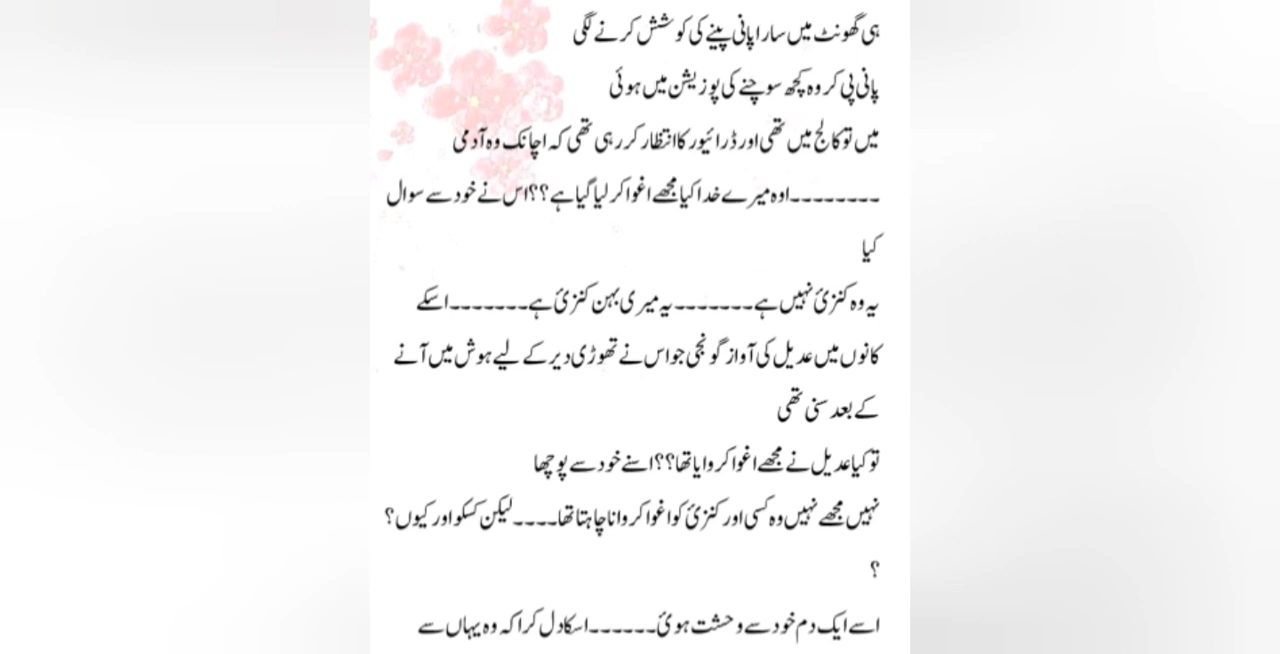 ہی گھونٹ میں سارا پانی پینے کی کوشش کرنے لگی
پانی پی کر وہ کچھ سوچنے کی پوزیشن میں ہوئی
میں تو کالج میں تھی اور ڈرائیور کا انتظار کر رہی تھی کہ اچانک وہ آدمی
۔۔۔۔۔۔۔۔اوہ میرے خدا کیا مجھے اغوا کر لیا گیا ہے ؟؟اس نے خود سے سوال
کیا
یہ وہ کنزئ نہیں ہے۔۔۔۔۔۔۔یہ میری بہن کنزئ ہے۔۔۔۔۔۔۔اسکے
کانوں میں عدیل کی آواز گونجی جو اس نے تھوڑی دیر کے لیے ہوش میں آنے
کے بعد سنی تھی
تو کیا عدیل نے مجھے اغوا کروایا تھا؟؟اسنے خود سے پوچھا
نہیں مجھے نہیں وہ کسی اور کنزئ کو اغوا کروانا چاہتا تھا۔۔۔۔لیکن کسکو اور کیوں؟
؟
اسے ایک دم خود سے وحشت ہوئ۔۔۔۔۔۔اسکا دل کرا کہ وہ یہاں سے